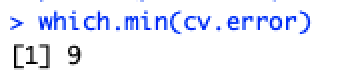 > which.min(cv.error)
[1] 9